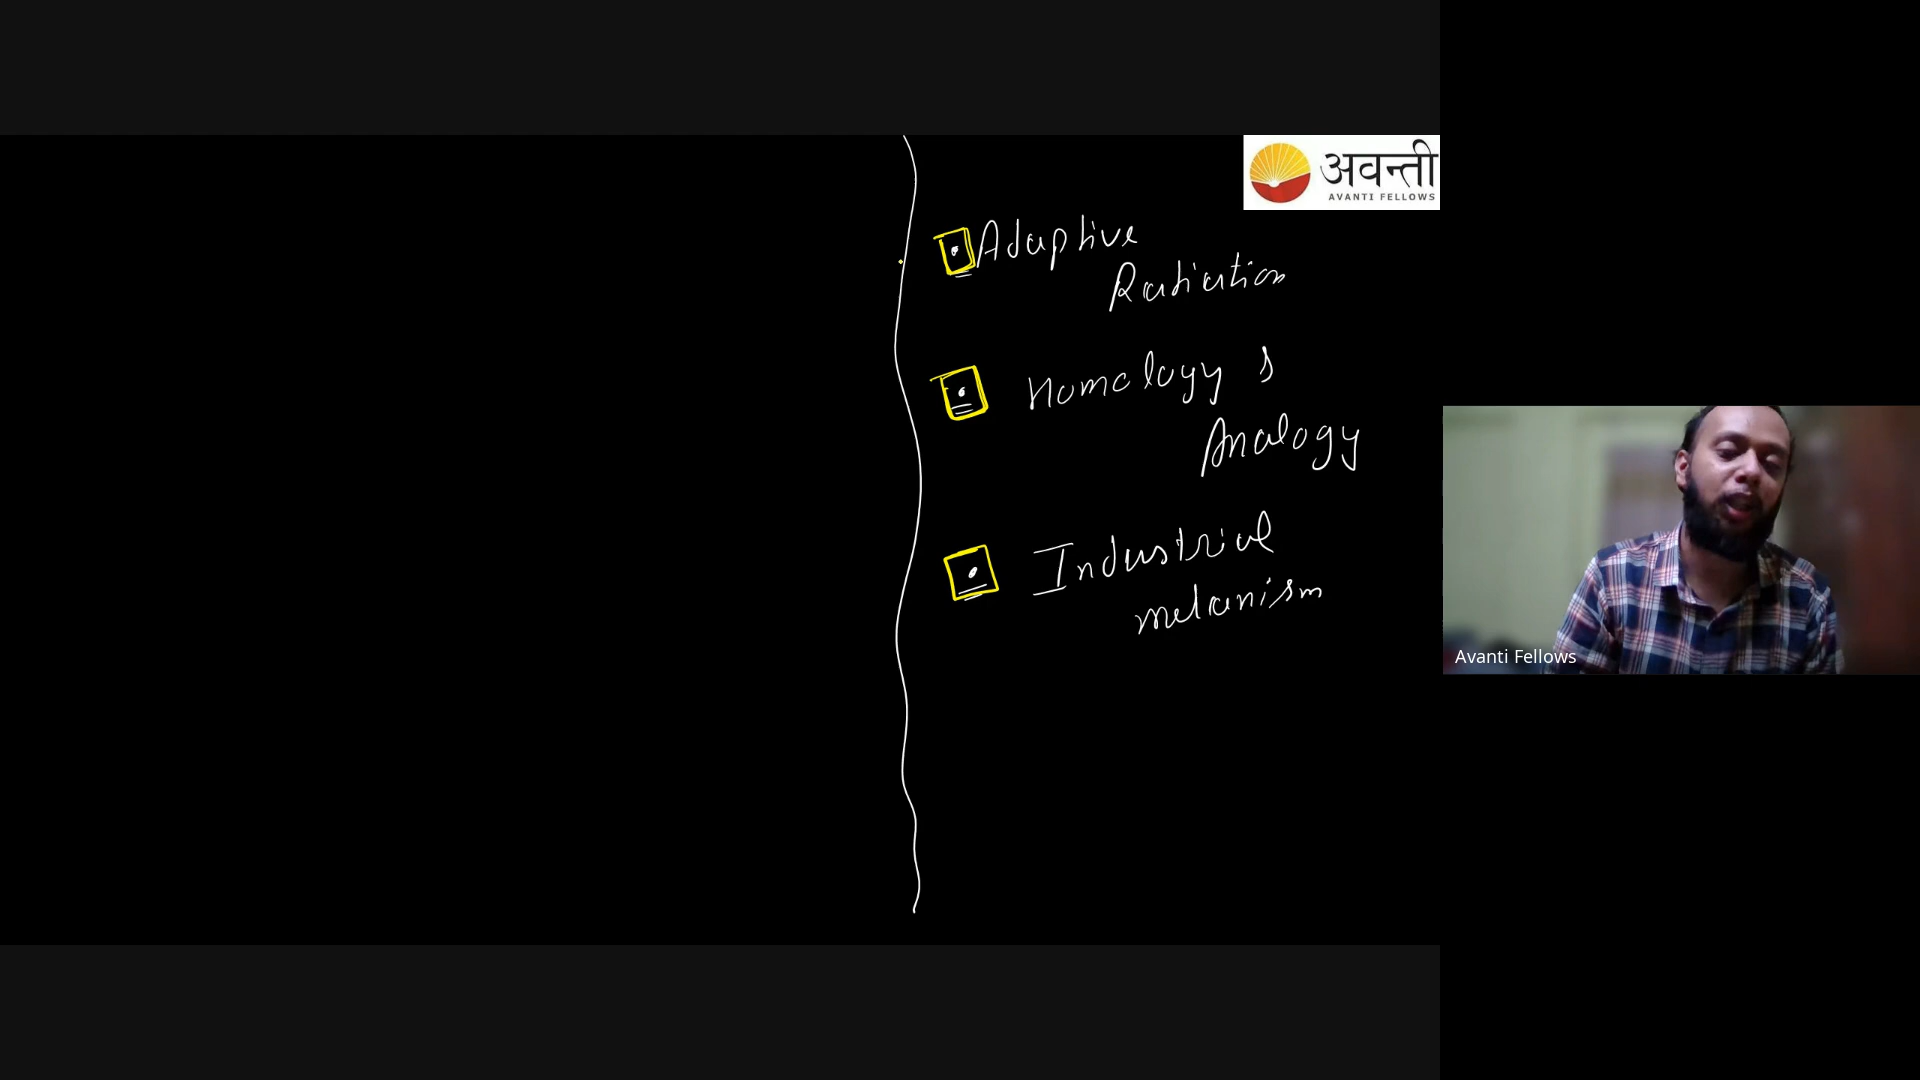 अवन्ती
AVANTI FELLOWS
Adaptive
Radiation
Homology &
Analogy
Industrial
melanism
Avanti Fellows